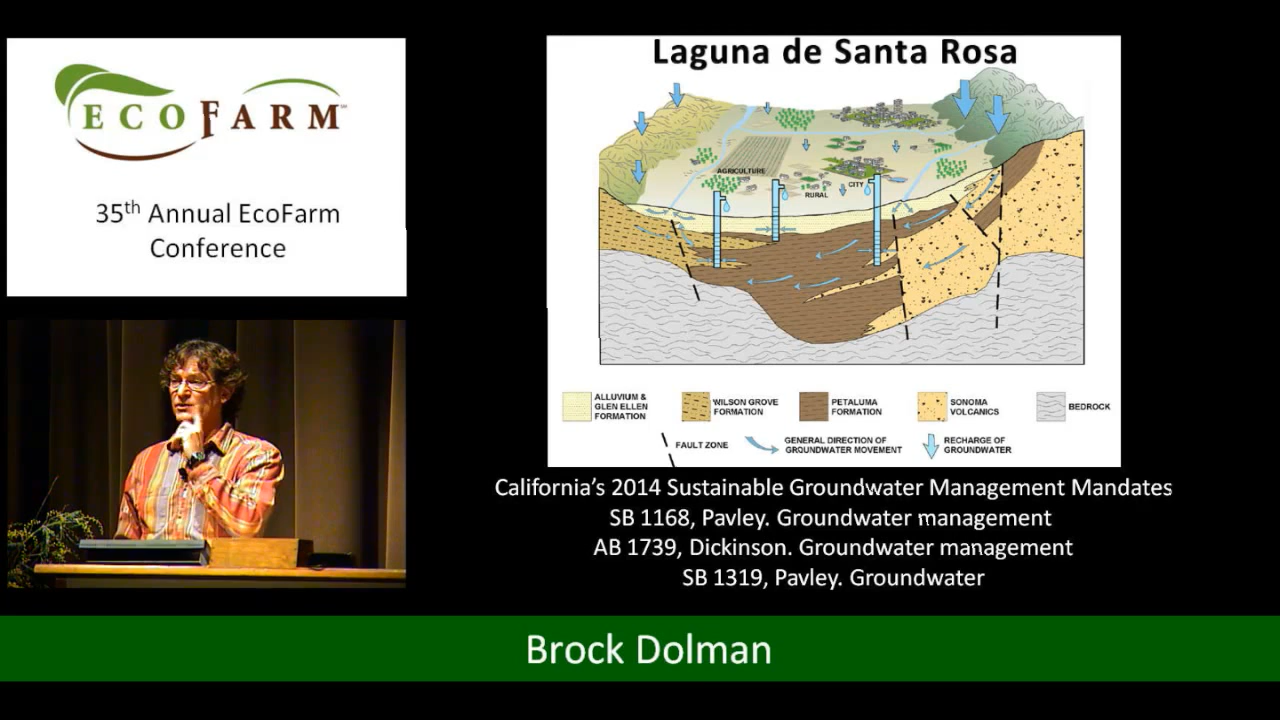 ECOFARM℠
35th Annual EcoFarm
Conference
Laguna de Santa Rosa
AGRICULTURE
RURAL
CITY
ALLUVIUM &
GLEN ELLEN
FORMATION
WILSON GROVE
FORMATION
PETALUMA
FORMATION
SONOMA
VOLCANICS
BEDROCK
FAULT ZONE
GENERAL DIRECTION OF
GROUNDWATER MOVEMENT
RECHARGE OF
GROUNDWATER
California’s 2014 Sustainable Groundwater Management Mandates
SB 1168, Pavley. Groundwater management
AB 1739, Dickinson. Groundwater management
SB 1319, Pavley. Groundwater
Brock Dolman